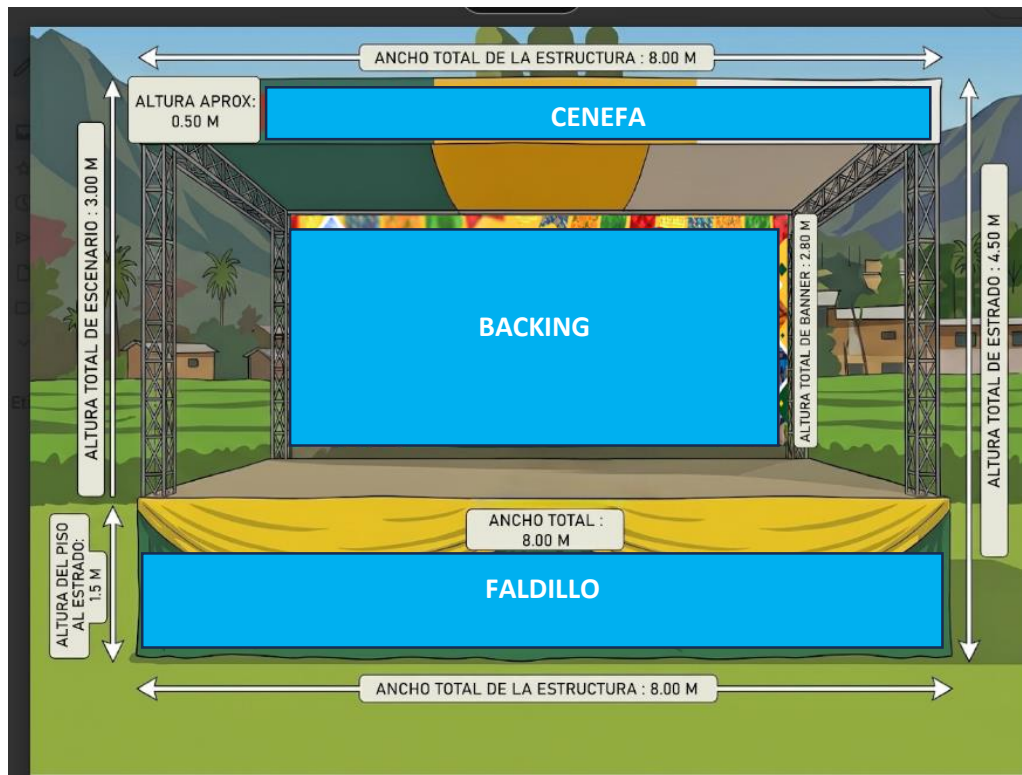 ANCHO TOTAL DE LA ESTRUCTURA : 8.00 M
ALTURA APROX:
0.50 M
CENEFA
ALTURA TOTAL DE ESCENARIO : 3.00 M
BACKING
ALTURA TOTAL DE BANNER : 2.80 M
ALTURA TOTAL DE ESTRADO : 4.50 M
ANCHO TOTAL :
8.00 M
ALTURA DEL PISO
AL ESTRADO:
1.5 M
FALDILLO
ANCHO TOTAL DE LA ESTRUCTURA : 8.00 M